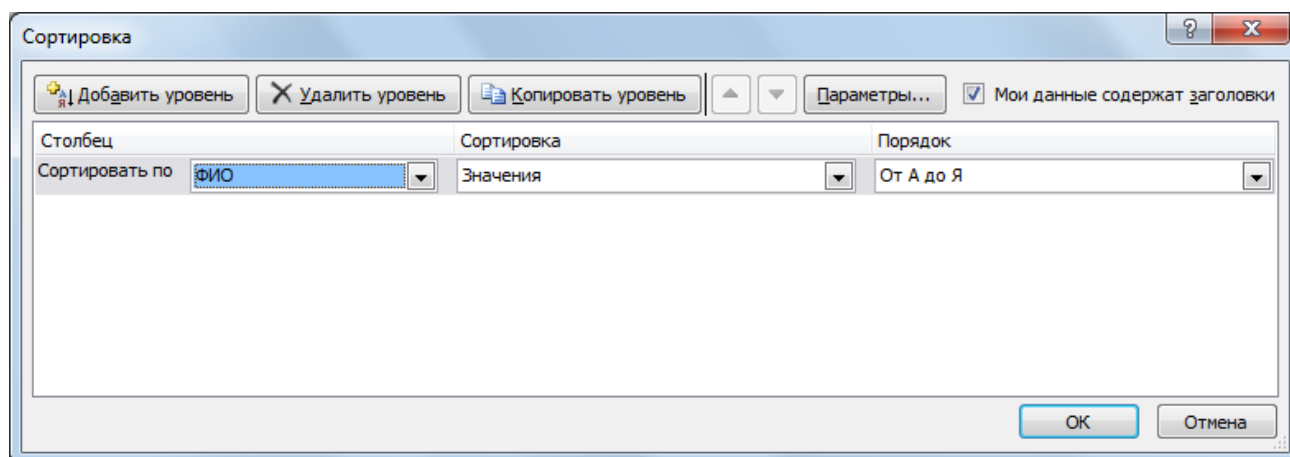 Сортировка
Добавить уровень Удалить уровень Копировать уровень Параметры... Мои данные содержат заголовки
Столбец Сортировка Порядок
Сортировать по ФИО Значения От А до Я
ОК Отмена